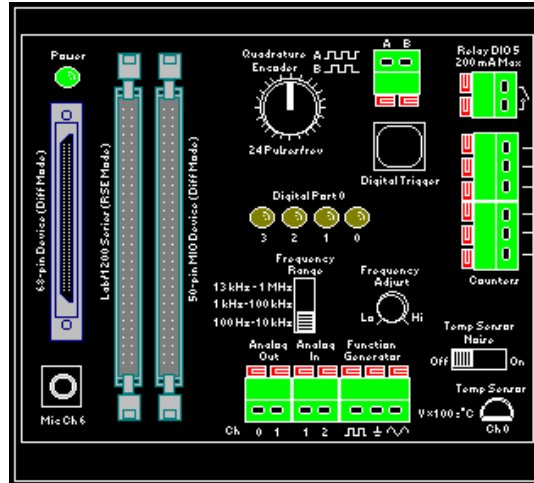 Power
68-pin Device (Diff Mode)
Lab/1200 Series (RSE Mode)
50-pin MIO Device (Diff Mode)
Mic Ch 6
Quadrature A
Encoder B
24 Pulses/rev
A B
Relay DIO 5
200 mA Max
Digital Trigger
Digital Port 0
3 2 1 0
Counters
Frequency
Range
13 kHz-1 MHz
1 kHz-100 kHz
100 Hz-10 kHz
Frequency
Adjust
Lo Hi
Temp Sensor
Noise
Off On
Analog
Out
Analog
In
Function
Generator
Ch 0 1 1 2
Temp Sensor
V×100=°C
Ch 0